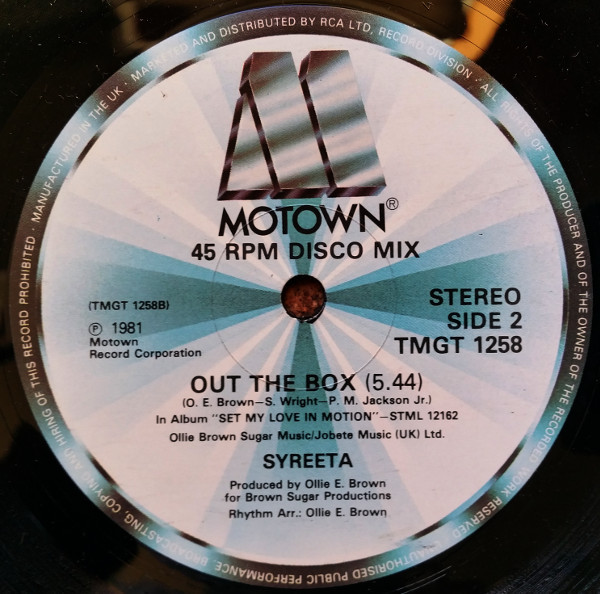 MANUFACTURED IN THE UK · MARKETED AND DISTRIBUTED BY RCA LTD, RECORD DIVISION · ALL RIGHTS OF THE PRODUCER AND OF THE OWNER OF THE RECORDED WORK RESERVED · UNAUTHORISED PUBLIC PERFORMANCE, BROADCASTING, COPYING AND HIRING OF THIS RECORD PROHIBITED ·
MOTOWN®
45 RPM DISCO MIX
(TMGT 1258B)
℗ 1981
Motown
Record Corporation
STEREO
SIDE 2
TMGT 1258
OUT THE BOX (5.44)
(O. E. Brown—S. Wright—P. M. Jackson Jr.)
In Album "SET MY LOVE IN MOTION"—STML 12162
Ollie Brown Sugar Music/Jobete Music (UK) Ltd.
SYREETA
Produced by Ollie E. Brown
for Brown Sugar Productions
Rhythm Arr.: Ollie E. Brown